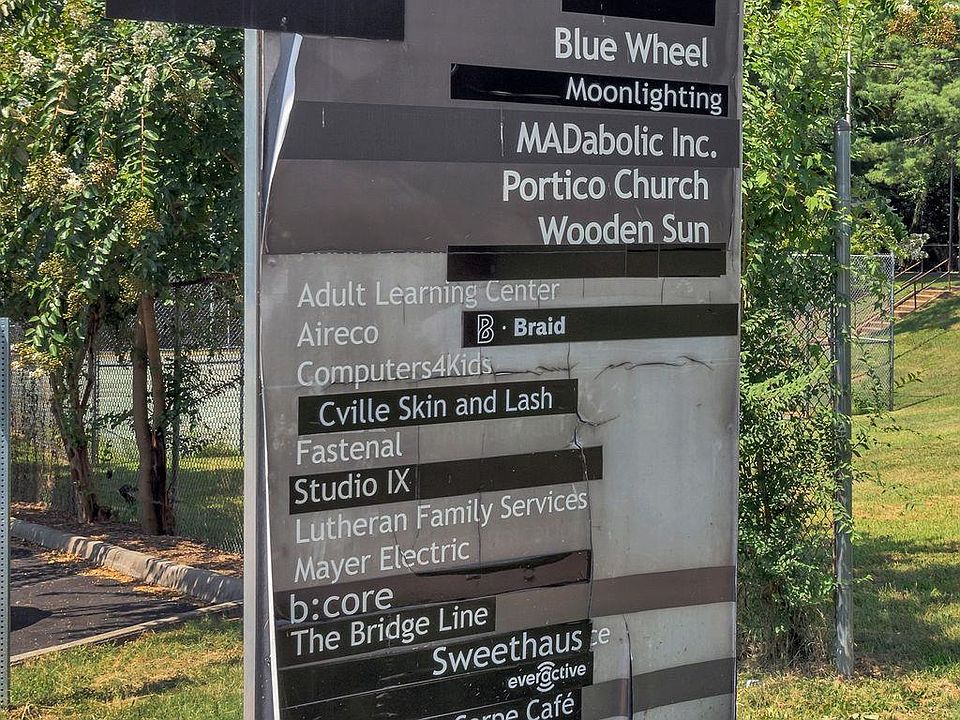 Blue Wheel
Moonlighting
MADabolic Inc.
Portico Church
Wooden Sun
Adult Learning Center
Aireco
B · Braid
Computers4Kids
Cville Skin and Lash
Fastenal
Studio IX
Lutheran Family Services
Mayer Electric
b:core
The Bridge Line
Sweethaus
everactive
Café